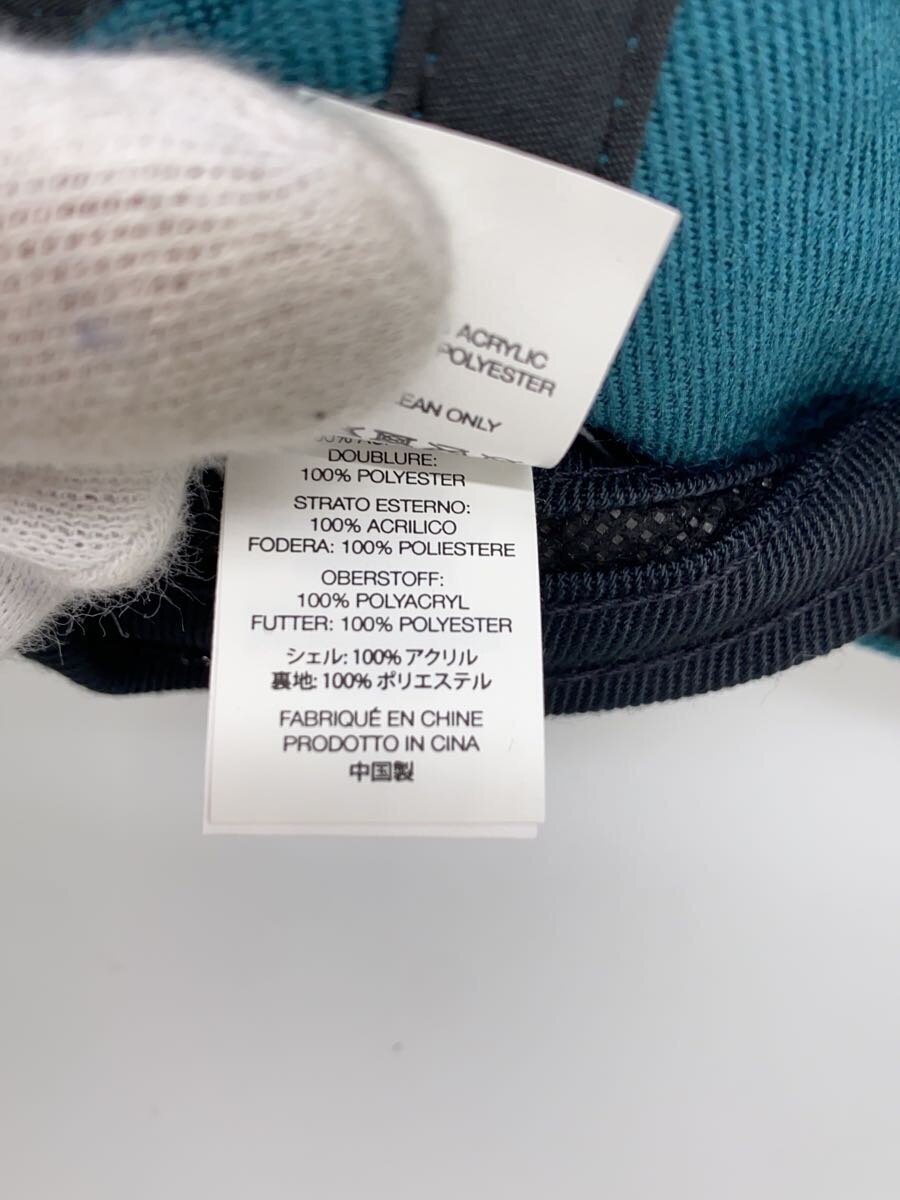 ACRYLIC
POLYESTER
ONLY
DOUBLURE:
100% POLYESTER
STRATO ESTERNO:
100% ACRILICO
FODERA: 100% POLIESTERE
OBERSTOFF:
100% POLYACRYL
FUTTER: 100% POLYESTER
シェル: 100% アクリル
裏地: 100% ポリエステル
FABRIQUÉ EN CHINE
PRODOTTO IN CINA
中国製